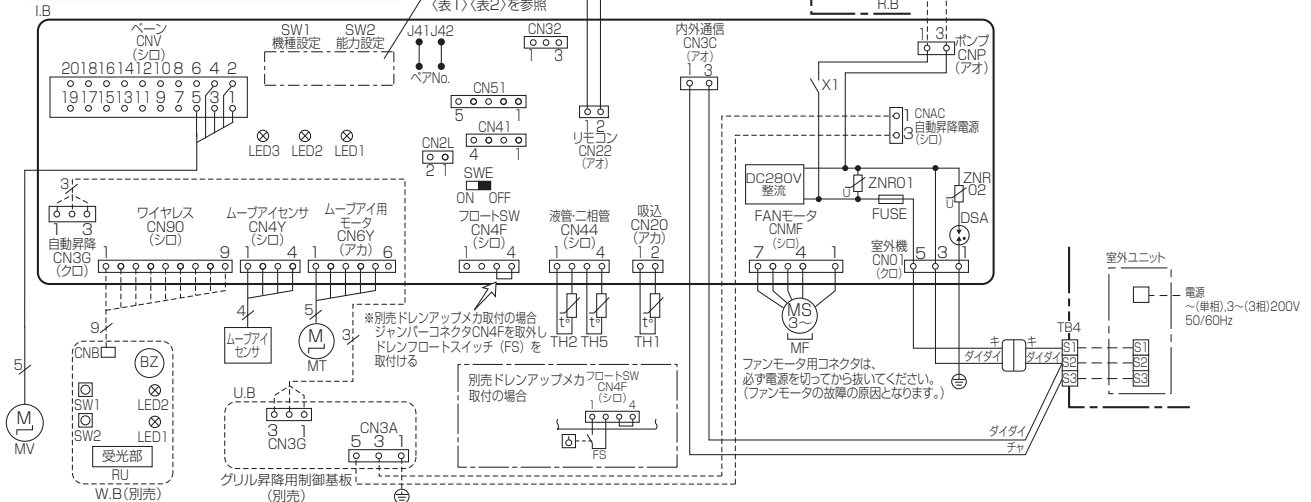 I.B
〈表1〉〈表2〉を参照
R.B
ベーン
CNV
(シロ)
20 18 16 14 12 10 8 6 4 2
19 17 15 13 11 9 7 5 3 1
SW1
機種設定
SW2
能力設定
J41 J42
ペアNo.
CN32
1 3
内外通信
CN3C
(アオ)
1 3
1 3
ポンプ
CNP
(アオ)
X1
CN51
5 1
CN41
4 1
CN2L
2 1
SWE
ON OFF
1 2
リモコン
CN22
(アオ)
LED3 LED2 LED1
1
3
CNAC
自動昇降電源
(シロ)
DC280V
整流
ZNR01
U
FUSE
ZNR
02
U
DSA
3
1 3
自動昇降
CN3G
(クロ)
ワイヤレス
CN90
(シロ)
1 9
ムーブアイセンサ
CN4Y
(シロ)
1 4
ムーブアイ用
モータ
CN6Y
(アカ)
1 6
フロートSW
CN4F
(シロ)
1 4
液管・二相管
CN44
(シロ)
1 4
吸込
CN20
(アカ)
1 2
FANモータ
CNMF
(シロ)
7 4 1
室外機
CN01
(クロ)
5 3 1
t° t° t°
TH2 TH5 TH1
MS
3～
MF
ファンモータ用コネクタは、
必ず電源を切ってから抜いてください。
(ファンモータの故障の原因となります。)
※別売ドレンアップメカ取付の場合
ジャンパーコネクタCN4Fを取外し
ドレンフロートスイッチ（FS）を
取付ける
4
ムーブアイ
センサ
5
M
MT
3
9
CNB
BZ
SW1
SW2
LED2
LED1
受光部
RU
W.B(別売)
5
M
MV
U.B
3 1
CN3G
CN3A
5 3 1
グリル昇降用制御基板
(別売)
別売ドレンアップメカ
取付の場合
フロートSW
CN4F
(シロ)
1 4
FS
キ キ
ダイダイ ダイダイ
ダイダイ
チャ
TB4
S1
S2
S3
室外ユニット
S1
S2
S3
電源
～(単相),3～(3相)200V
50/60Hz